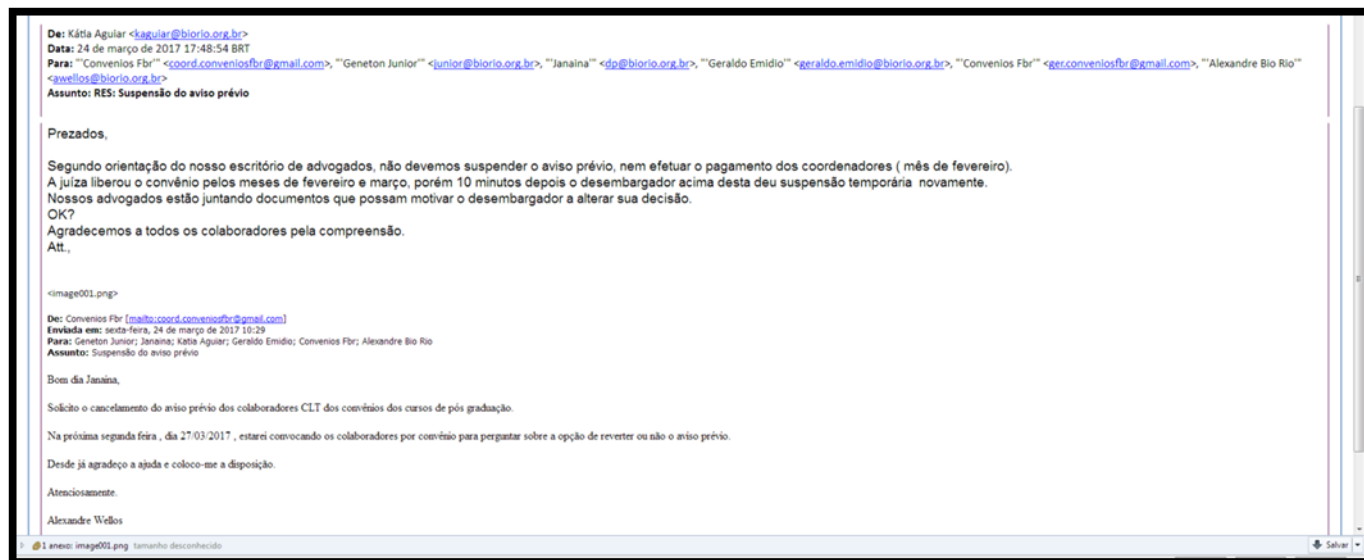 De: Kátia Aguiar <kaguiar@biorio.org.br>
Data: 24 de março de 2017 17:48:54 BRT
Para: "'Convenios Fbr'" <coord.conveniosfbr@gmail.com>, "'Geneton Junior'" <junior@biorio.org.br>, "'Janaina'" <dp@biorio.org.br>, "'Geraldo Emidio'" <geraldo.emidio@biorio.org.br>, "'Convenios Fbr'" <ger.conveniosfbr@gmail.com>, "'Alexandre Bio Rio'"
<awellos@biorio.org.br>
Assunto: RES: Suspensão do aviso prévio
Prezados,
Segundo orientação do nosso escritório de advogados, não devemos suspender o aviso prévio, nem efetuar o pagamento dos coordenadores ( mês de fevereiro).
A juíza liberou o convênio pelos meses de fevereiro e março, porém 10 minutos depois o desembargador acima desta deu suspensão temporária novamente.
Nossos advogados estão juntando documentos que possam motivar o desembargador a alterar sua decisão.
OK?
Agradecemos a todos os colaboradores pela compreensão.
Att.,
<image001.png>
De: Convenios Fbr [mailto:coord.conveniosfbr@gmail.com]
Enviada em: sexta-feira, 24 de março de 2017 10:29
Para: Geneton Junior; Janaina; Katia Aguiar; Geraldo Emidio; Convenios Fbr; Alexandre Bio Rio
Assunto: Suspensão do aviso prévio
Bom dia Janaina,
Solicito o cancelamento do aviso prévio dos colaboradores CLT dos convênios dos cursos de pós graduação.
Na próxima segunda feira , dia 27/03/2017 , estarei convocando os colaboradores por convênio para perguntar sobre a opção de reverter ou não o aviso prévio.
Desde já agradeço a ajuda e coloco-me a disposição.
Atenciosamente.
Alexandre Wellos
1 anexo: image001.png tamanho desconhecido
Salvar